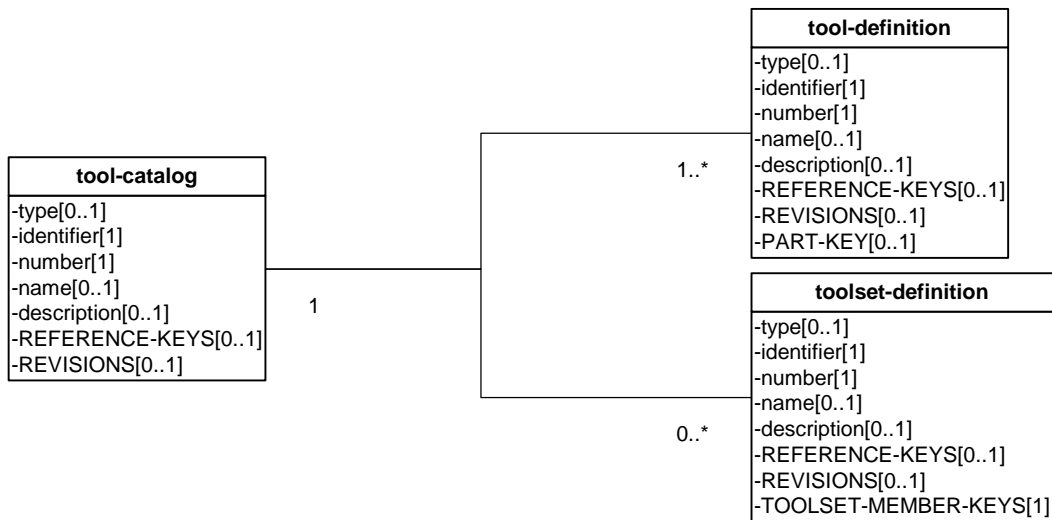 tool-definition
-type[0..1]
-identifier[1]
-number[1]
-name[0..1]
-description[0..1]
-REFERENCE-KEYS[0..1]
-REVISIONS[0..1]
-PART-KEY[0..1]
1..*
tool-catalog
-type[0..1]
-identifier[1]
-number[1]
-name[0..1]
-description[0..1]
-REFERENCE-KEYS[0..1]
-REVISIONS[0..1]
1
toolset-definition
-type[0..1]
-identifier[1]
-number[1]
-name[0..1]
-description[0..1]
-REFERENCE-KEYS[0..1]
-REVISIONS[0..1]
-TOOLSET-MEMBER-KEYS[1]
0..*